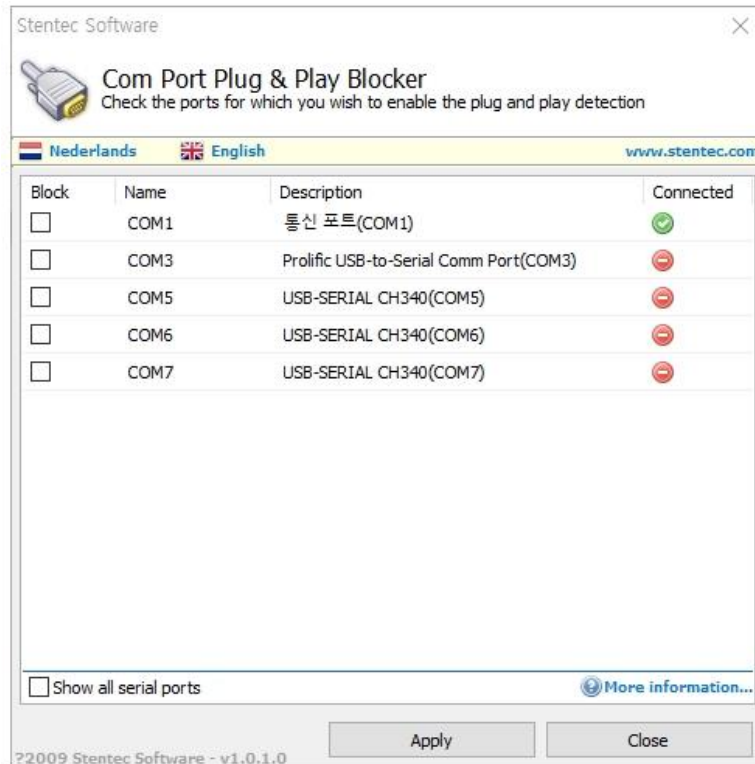 Stentec Software
Com Port Plug & Play Blocker
Check the ports for which you wish to enable the plug and play detection
Nederlands English www.stentec.com
Block Name Description Connected
COM1 통신 포트(COM1)
COM3 Prolific USB-to-Serial Comm Port(COM3)
COM5 USB-SERIAL CH340(COM5)
COM6 USB-SERIAL CH340(COM6)
COM7 USB-SERIAL CH340(COM7)
Show all serial ports More information...
Apply Close
?2009 Stentec Software - v1.0.1.0